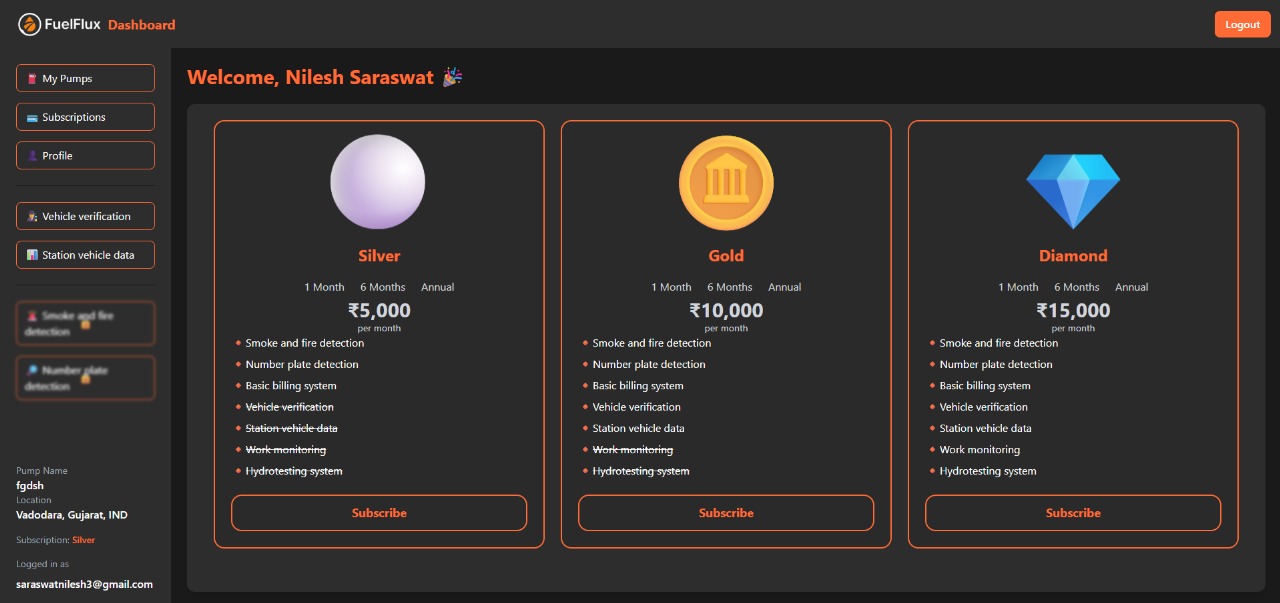 FuelFlux Dashboard
Logout
My Pumps
Subscriptions
Profile
Vehicle verification
Station vehicle data
Smoke and fire
detection
Number plate
detection
Pump Name
fgdsh
Location
Vadodara, Gujarat, IND
Subscription: Silver
Logged in as
saraswatnilesh3@gmail.com
Welcome, Nilesh Saraswat
Silver
1 Month 6 Months Annual
₹5,000
per month
Smoke and fire detection
Number plate detection
Basic billing system
Vehicle verification
Station vehicle data
Work monitoring
Hydrotesting system
Subscribe
Gold
1 Month 6 Months Annual
₹10,000
per month
Smoke and fire detection
Number plate detection
Basic billing system
Vehicle verification
Station vehicle data
Work monitoring
Hydrotesting system
Subscribe
Diamond
1 Month 6 Months Annual
₹15,000
per month
Smoke and fire detection
Number plate detection
Basic billing system
Vehicle verification
Station vehicle data
Work monitoring
Hydrotesting system
Subscribe